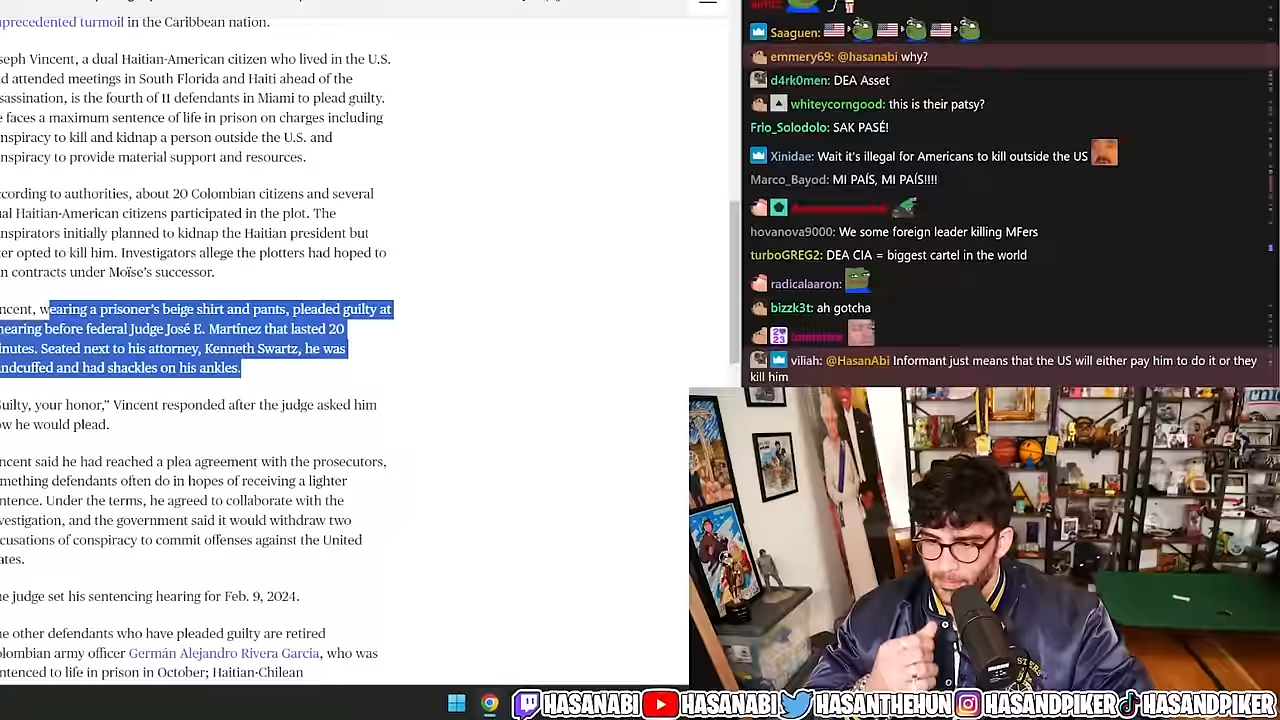 precedented turmoil in the Caribbean nation.
seph Vincent, a dual Haitian-American citizen who lived in the U.S.
d attended meetings in South Florida and Haiti ahead of the
sassination, is the fourth of 11 defendants in Miami to plead guilty.
e faces a maximum sentence of life in prison on charges including
nspiracy to kill and kidnap a person outside the U.S. and
nspiracy to provide material support and resources.
cording to authorities, about 20 Colombian citizens and several
al Haitian-American citizens participated in the plot. The
nspirators initially planned to kidnap the Haitian president but
er opted to kill him. Investigators allege the plotters had hoped to
n contracts under Moïse's successor.
ncent, wearing a prisoner's beige shirt and pants, pleaded guilty at
hearing before federal Judge José E. Martínez that lasted 20
inutes. Seated next to his attorney, Kenneth Swartz, he was
ndcuffed and had shackles on his ankles.
Guilty, your honor,” Vincent responded after the judge asked him
ow he would plead.
ncent said he had reached a plea agreement with the prosecutors,
mething defendants often do in hopes of receiving a lighter
ntence. Under the terms, he agreed to collaborate with the
vestigation, and the government said it would withdraw two
cusations of conspiracy to commit offenses against the United
ates.
e judge set his sentencing hearing for Feb. 9, 2024.
e other defendants who have pleaded guilty are retired
olombian army officer Germán Alejandro Rivera Garcia, who was
ntenced to life in prison in October; Haitian-Chilean
Saaguen:
emmery69: @hasanabi why?
d4rk0men: DEA Asset
whiteycorngood: this is their patsy?
Frio_Solodolo: SAK PASÉ!
Xinidae: Wait it's illegal for Americans to kill outside the US
Marco_Bayod: MI PAÍS, MI PAÍS!!!!
hovanova9000: We some foreign leader killing MFers
turboGREG2: DEA CIA = biggest cartel in the world
radicalaaron:
bizzk3t: ah gotcha
viliah: @HasanAbi Informant just means that the US will either pay him to do it or they
kill him
HASANABI HASANABI HASANTHEHUN HASANDPIKER HASANDPIKER